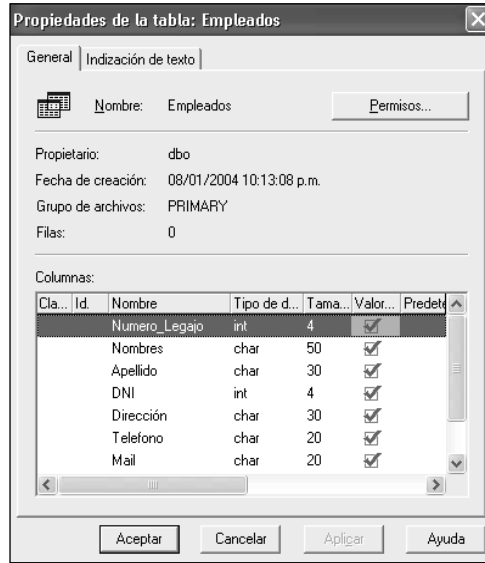 Propiedades de la tabla: Empleados
General Indización de texto
Nombre: Empleados Permisos...
Propietario: dbo
Fecha de creación: 08/01/2004 10:13:08 p.m.
Grupo de archivos: PRIMARY
Filas: 0
Columnas:
Cla... Id. Nombre Tipo de d... Tama... Valor... Predete
Numero_Legajo int 4
Nombres char 50
Apellido char 30
DNI int 4
Dirección char 30
Telefono char 20
Mail char 20
Aceptar Cancelar Aplicar Ayuda